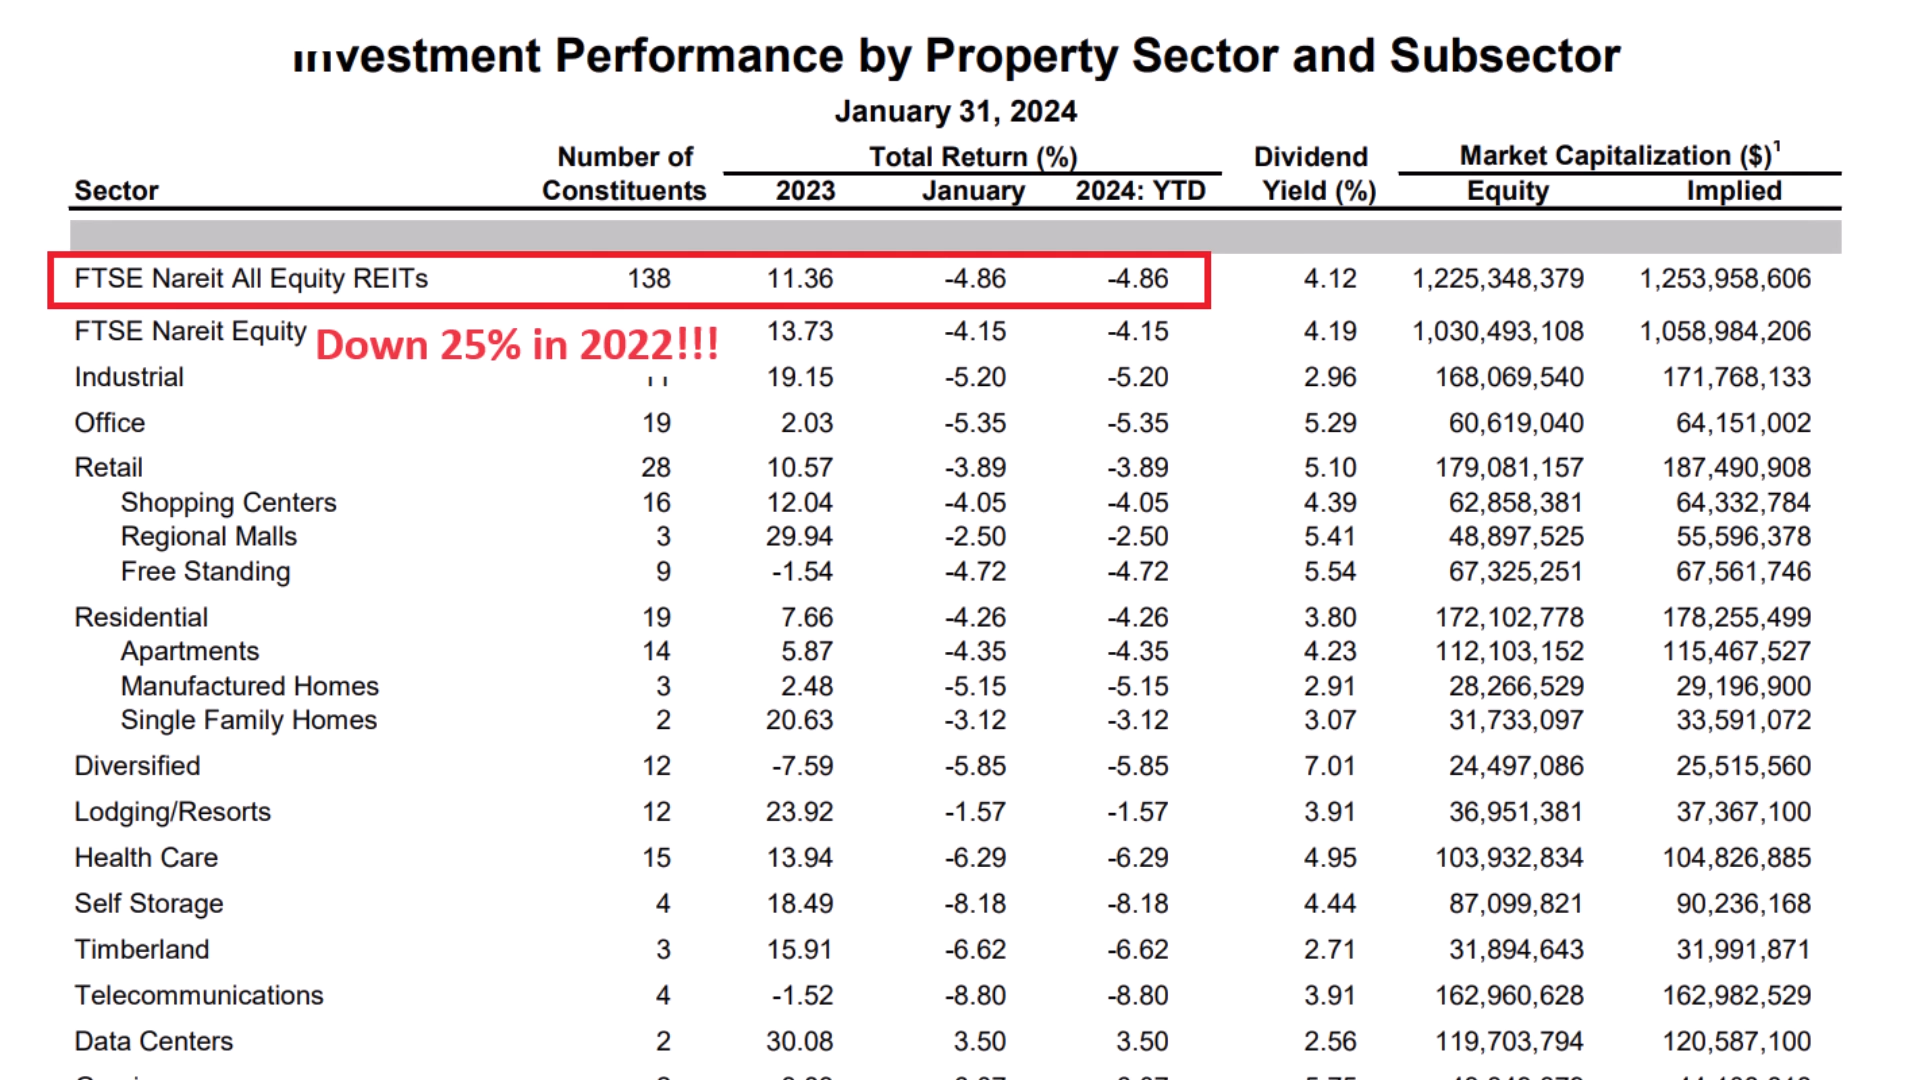 Investment Performance by Property Sector and Subsector
January 31, 2024
Number of Total Return (%) Dividend Market Capitalization ($)¹
Sector Constituents 2023 January 2024: YTD Yield (%) Equity Implied
FTSE Nareit All Equity REITs 138 11.36 -4.86 -4.86 4.12 1,225,348,379 1,253,958,606
FTSE Nareit Equity 13.73 -4.15 -4.15 4.19 1,030,493,108 1,058,984,206
Down 25% in 2022!!!
Industrial 11 19.15 -5.20 -5.20 2.96 168,069,540 171,768,133
Office 19 2.03 -5.35 -5.35 5.29 60,619,040 64,151,002
Retail 28 10.57 -3.89 -3.89 5.10 179,081,157 187,490,908
Shopping Centers 16 12.04 -4.05 -4.05 4.39 62,858,381 64,332,784
Regional Malls 3 29.94 -2.50 -2.50 5.41 48,897,525 55,596,378
Free Standing 9 -1.54 -4.72 -4.72 5.54 67,325,251 67,561,746
Residential 19 7.66 -4.26 -4.26 3.80 172,102,778 178,255,499
Apartments 14 5.87 -4.35 -4.35 4.23 112,103,152 115,467,527
Manufactured Homes 3 2.48 -5.15 -5.15 2.91 28,266,529 29,196,900
Single Family Homes 2 20.63 -3.12 -3.12 3.07 31,733,097 33,591,072
Diversified 12 -7.59 -5.85 -5.85 7.01 24,497,086 25,515,560
Lodging/Resorts 12 23.92 -1.57 -1.57 3.91 36,951,381 37,367,100
Health Care 15 13.94 -6.29 -6.29 4.95 103,932,834 104,826,885
Self Storage 4 18.49 -8.18 -8.18 4.44 87,099,821 90,236,168
Timberland 3 15.91 -6.62 -6.62 2.71 31,894,643 31,991,871
Telecommunications 4 -1.52 -8.80 -8.80 3.91 162,960,628 162,982,529
Data Centers 2 30.08 3.50 3.50 2.56 119,703,794 120,587,100